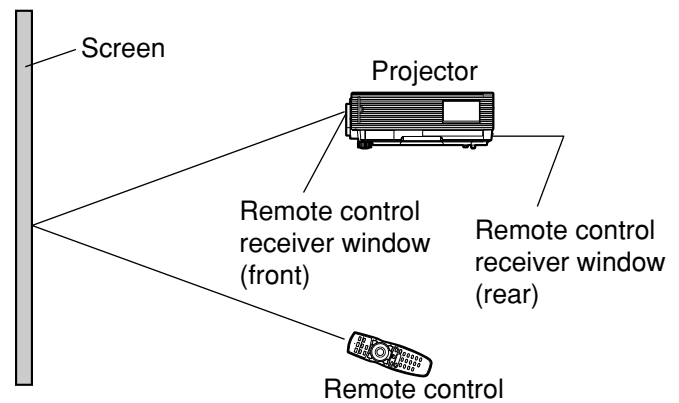 Screen
Projector
Remote control
receiver window
(front)
Remote control
receiver window
(rear)
Remote control